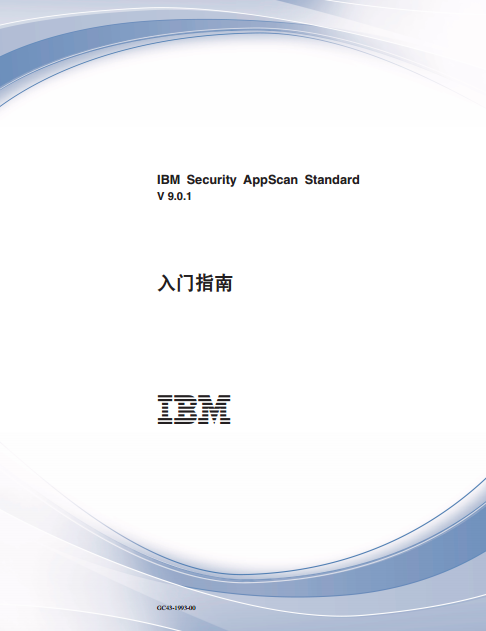 IBM Security AppScan Standard
V 9.0.1
入门指南
IBM
GC43-1993-00